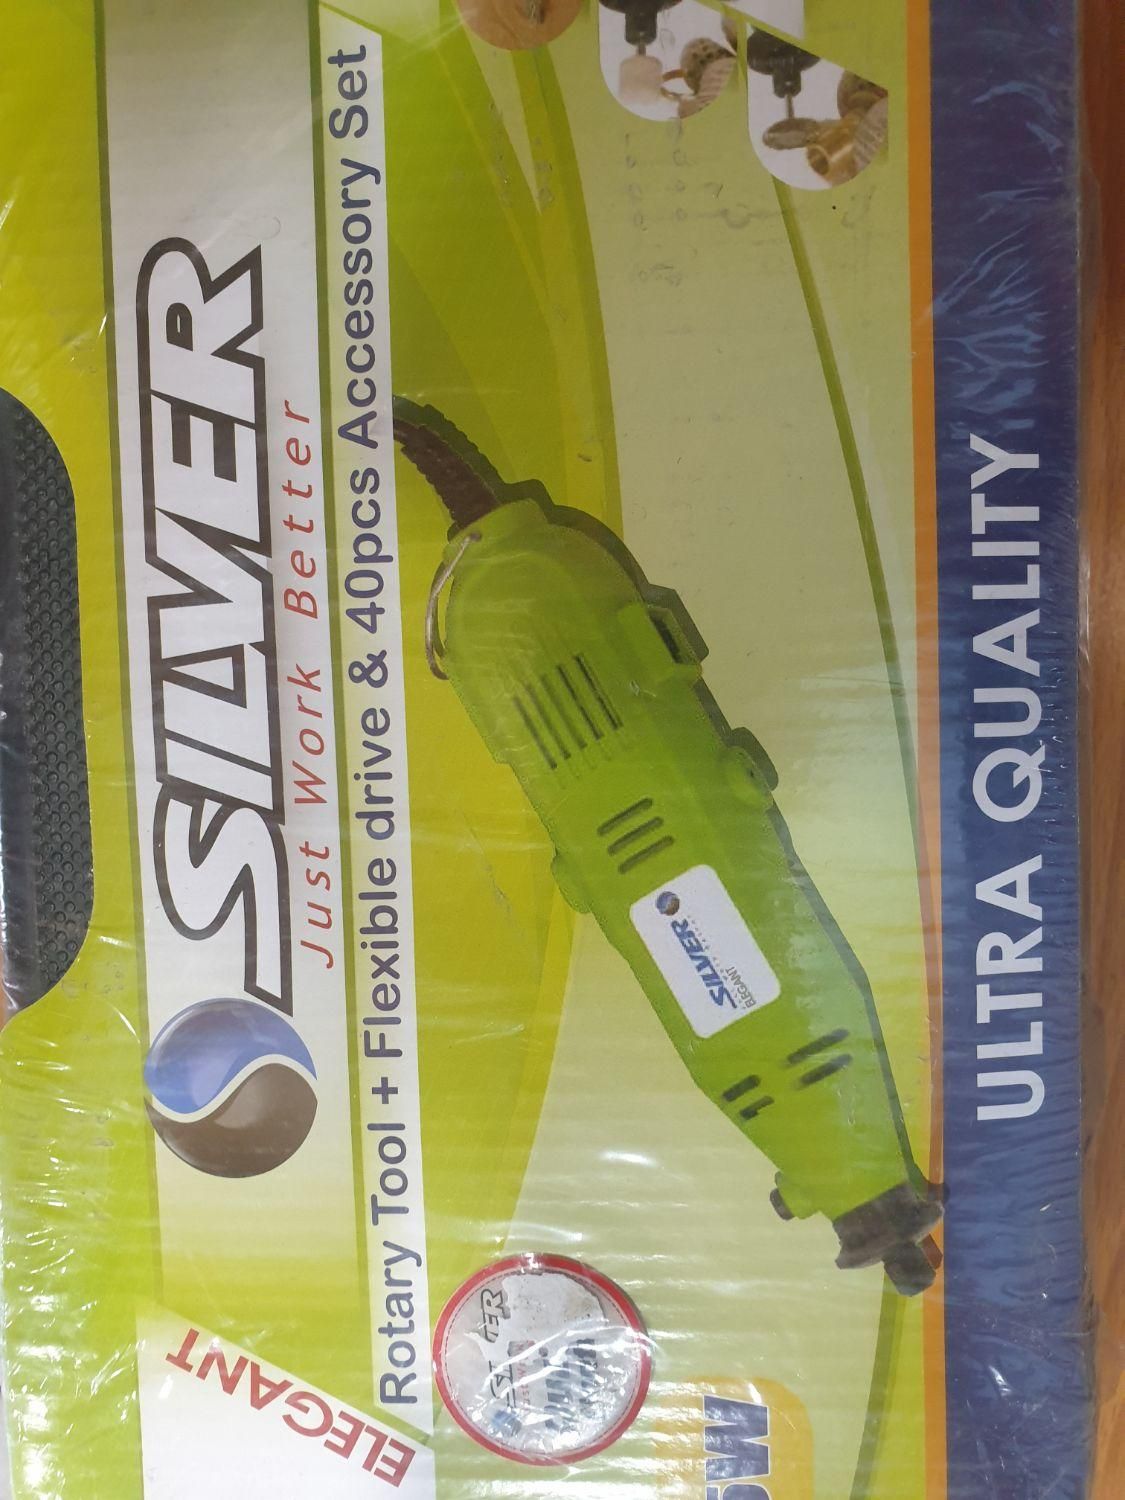 ELEGANT
SILVER
Just Work Better
Rotary Tool + Flexible drive & 40pcs Accessory Set
SILVER
ELEGANT
ULTRA QUALITY